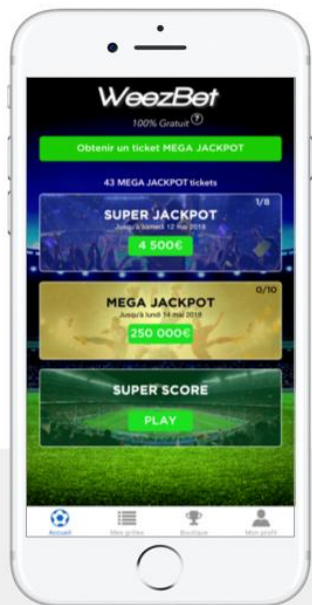 WeezBet
100% Gratuit ?
Obtenir un ticket MEGA JACKPOT
43 MEGA JACKPOT tickets
1/8
SUPER JACKPOT
Jusqu'à samedi 12 mai 2018
4 500€
0/10
MEGA JACKPOT
Jusqu'à lundi 14 mai 2018
250 000€
SUPER SCORE
PLAY
Accueil
Mes grilles
Boutique
Mon profil